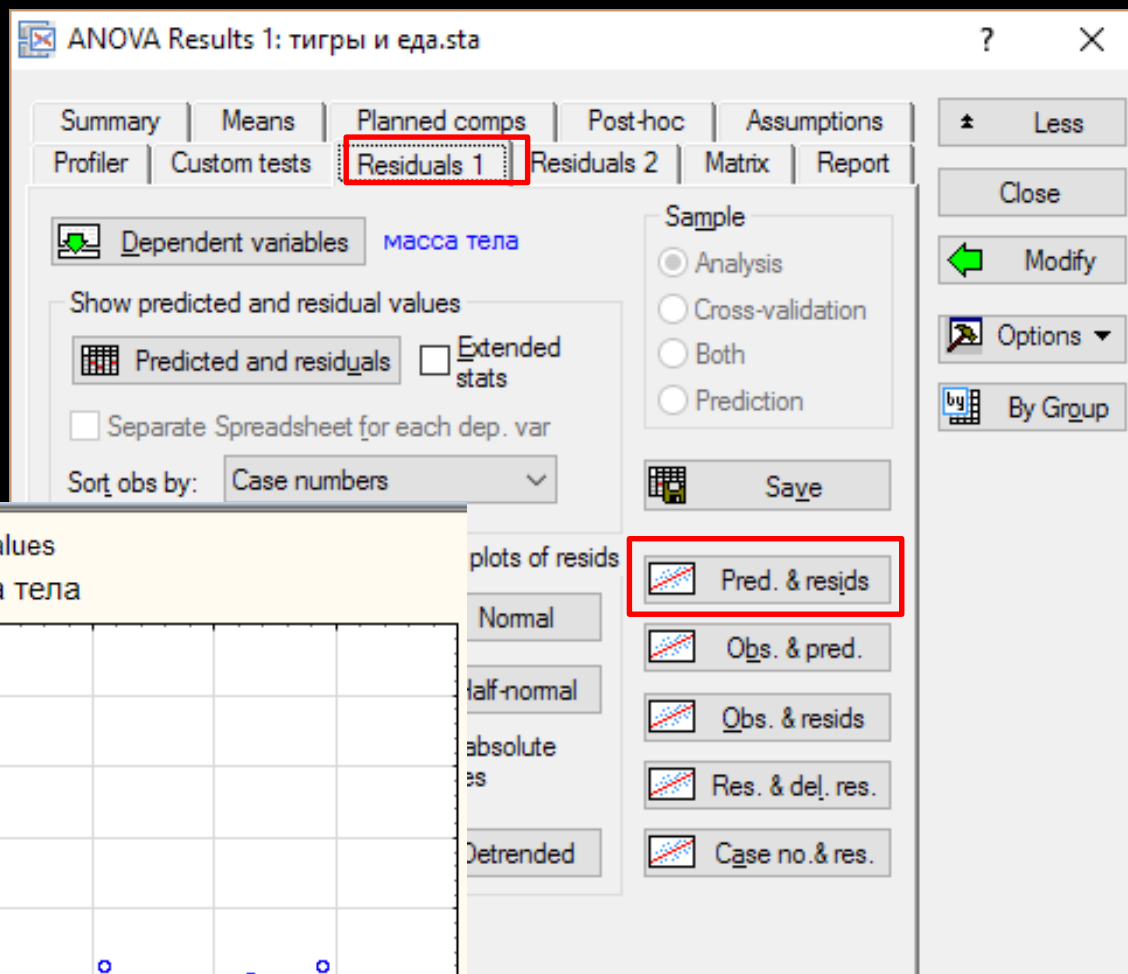 ANOVA Results 1: тигры и еда.sta
? ×
Summary Means Planned comps Post-hoc Assumptions
Profiler Custom tests Residuals 1 Residuals 2 Matrix Report
Less
Close
Modify
Options
By Group
Dependent variables масса тела
Show predicted and residual values
Predicted and residuals
Extended
stats
Separate Spreadsheet for each dep. var
Sort obs by: Case numbers
Sample
Analysis
Cross-validation
Both
Prediction
Save
plots of resids
Normal
Half-normal
absolute
es
Detrended
Pred. & resids
Obs. & pred.
Obs. & resids
Res. & del. res.
Case no.& res.
alues
а тела